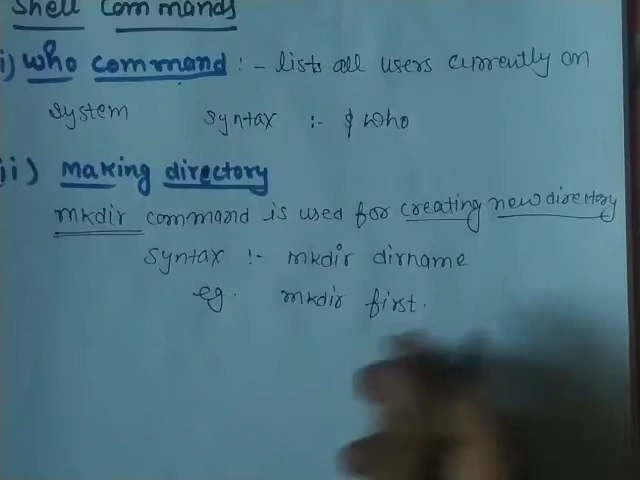 Shell Commands
i) who command :- lists all users currently on
System Syntax :- $ who
ii) making directory
mkdir command is used for creating new directory
Syntax :- mkdir dirname
eg. mkdir first.